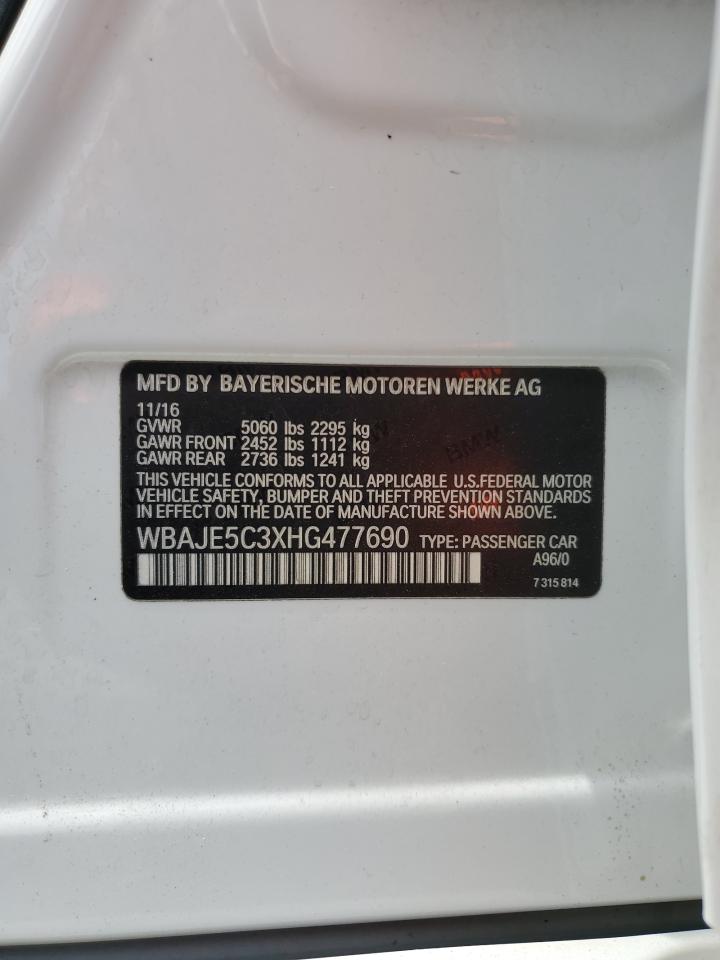 MFD BY BAYERISCHE MOTOREN WERKE AG
11/16
GVWR 5060 lbs 2295 kg
GAWR FRONT 2452 lbs 1112 kg
GAWR REAR 2736 lbs 1241 kg
THIS VEHICLE CONFORMS TO ALL APPLICABLE U.S.FEDERAL MOTOR
VEHICLE SAFETY, BUMPER AND THEFT PREVENTION STANDARDS
IN EFFECT ON THE DATE OF MANUFACTURE SHOWN ABOVE.
WBAJE5C3XHG477690 TYPE: PASSENGER CAR
A96/0
7 315 814